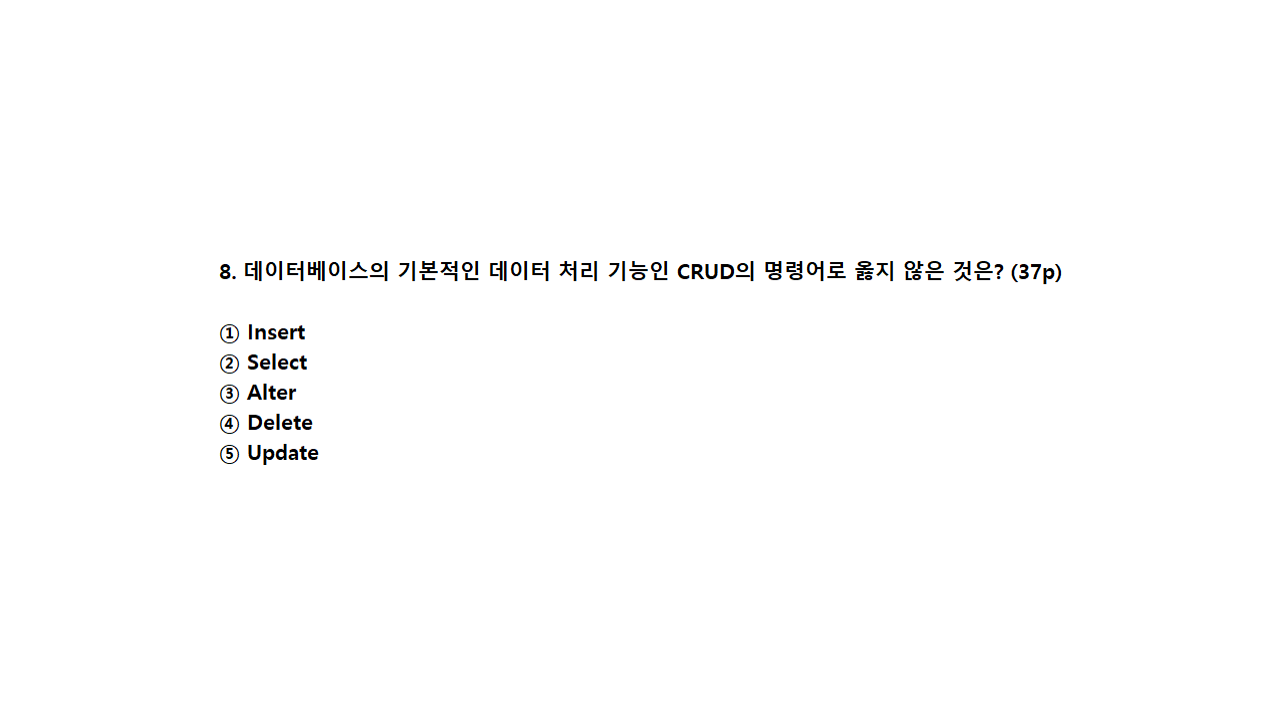 8. 데이터베이스의 기본적인 데이터 처리 기능인 CRUD의 명령어로 옳지 않은 것은? (37p)
① Insert
② Select
③ Alter
④ Delete
⑤ Update